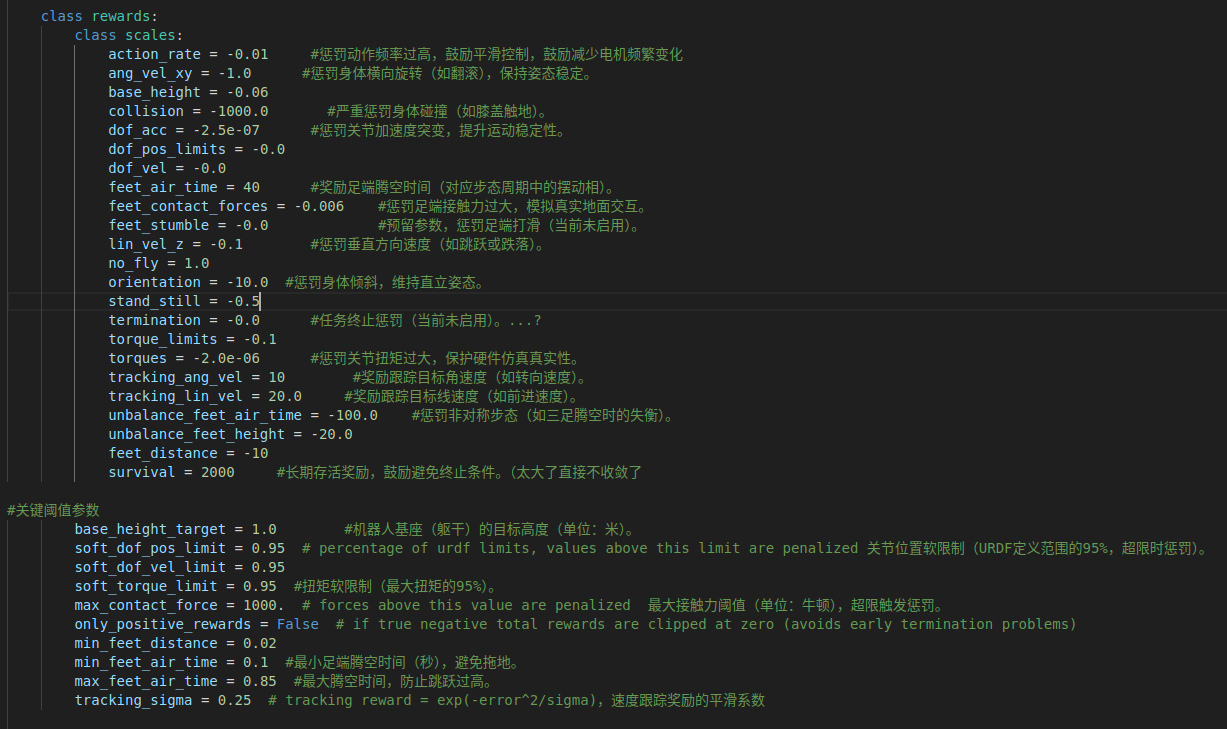 class rewards:
class scales:
action_rate = -0.01 #惩罚动作频率过高，鼓励平滑控制，鼓励减少电机频繁变化
ang_vel_xy = -1.0 #惩罚身体横向旋转（如翻滚），保持姿态稳定。
base_height = -0.06
collision = -1000.0 #严重惩罚身体碰撞（如膝盖触地）。
dof_acc = -2.5e-07 #惩罚关节加速度突变，提升运动稳定性。
dof_pos_limits = -0.0
dof_vel = -0.0
feet_air_time = 40 #奖励足端腾空时间（对应步态周期中的摆动相）。
feet_contact_forces = -0.006 #惩罚足端接触力过大，模拟真实地面交互。
feet_stumble = -0.0 #预留参数，惩罚足端打滑（当前未启用）。
lin_vel_z = -0.1 #惩罚垂直方向速度（如跳跃或跌落）。
no_fly = 1.0
orientation = -10.0 #惩罚身体倾斜，维持直立姿态。
stand_still = -0.5
termination = -0.0 #任务终止惩罚（当前未启用）。...?
torque_limits = -0.1
torques = -2.0e-06 #惩罚关节扭矩过大，保护硬件仿真真实性。
tracking_ang_vel = 10 #奖励跟踪目标角速度（如转向速度）。
tracking_lin_vel = 20.0 #奖励跟踪目标线速度（如前进速度）。
unbalance_feet_air_time = -100.0 #惩罚非对称步态（如三足腾空时的失衡）。
unbalance_feet_height = -20.0
feet_distance = -10
survival = 2000 #长期存活奖励，鼓励避免终止条件。（太大了直接不收敛了
#关键阈值参数
base_height_target = 1.0 #机器人基座（躯干）的目标高度（单位：米）。
soft_dof_pos_limit = 0.95 # percentage of urdf limits, values above this limit are penalized 关节位置软限制（URDF定义范围的95%，超限时惩罚）。
soft_dof_vel_limit = 0.95
soft_torque_limit = 0.95 #扭矩软限制（最大扭矩的95%）。
max_contact_force = 1000. # forces above this value are penalized 最大接触力阈值（单位：牛顿），超限触发惩罚。
only_positive_rewards = False # if true negative total rewards are clipped at zero (avoids early termination problems)
min_feet_distance = 0.02
min_feet_air_time = 0.1 #最小足端腾空时间（秒），避免拖地。
max_feet_air_time = 0.85 #最大腾空时间，防止跳跃过高。
tracking_sigma = 0.25 # tracking reward = exp(-error^2/sigma)，速度跟踪奖励的平滑系数